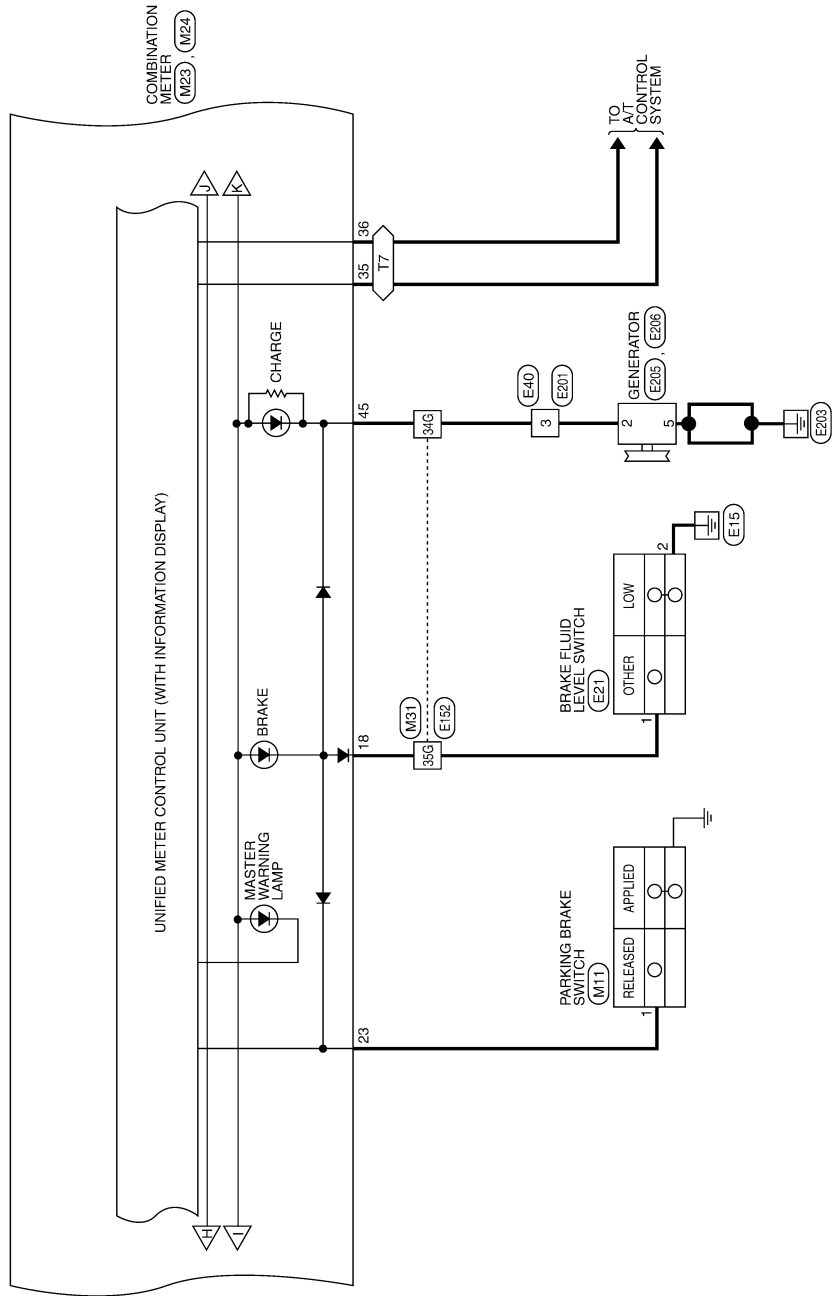 COMBINATION
METER
M23 , M24
UNIFIED METER CONTROL UNIT (WITH INFORMATION DISPLAY)
H
J
I
K
MASTER
WARNING
LAMP
BRAKE
CHARGE
23
18
45
35
36
T7
TO
A/T
CONTROL
SYSTEM
M31
35G
E152
34G
E40
3
E201
PARKING BRAKE
SWITCH
M11
RELEASED
APPLIED
1
BRAKE FLUID
LEVEL SWITCH
E21
OTHER
LOW
1
2
E15
GENERATOR
E205 , E206
2
5
E203